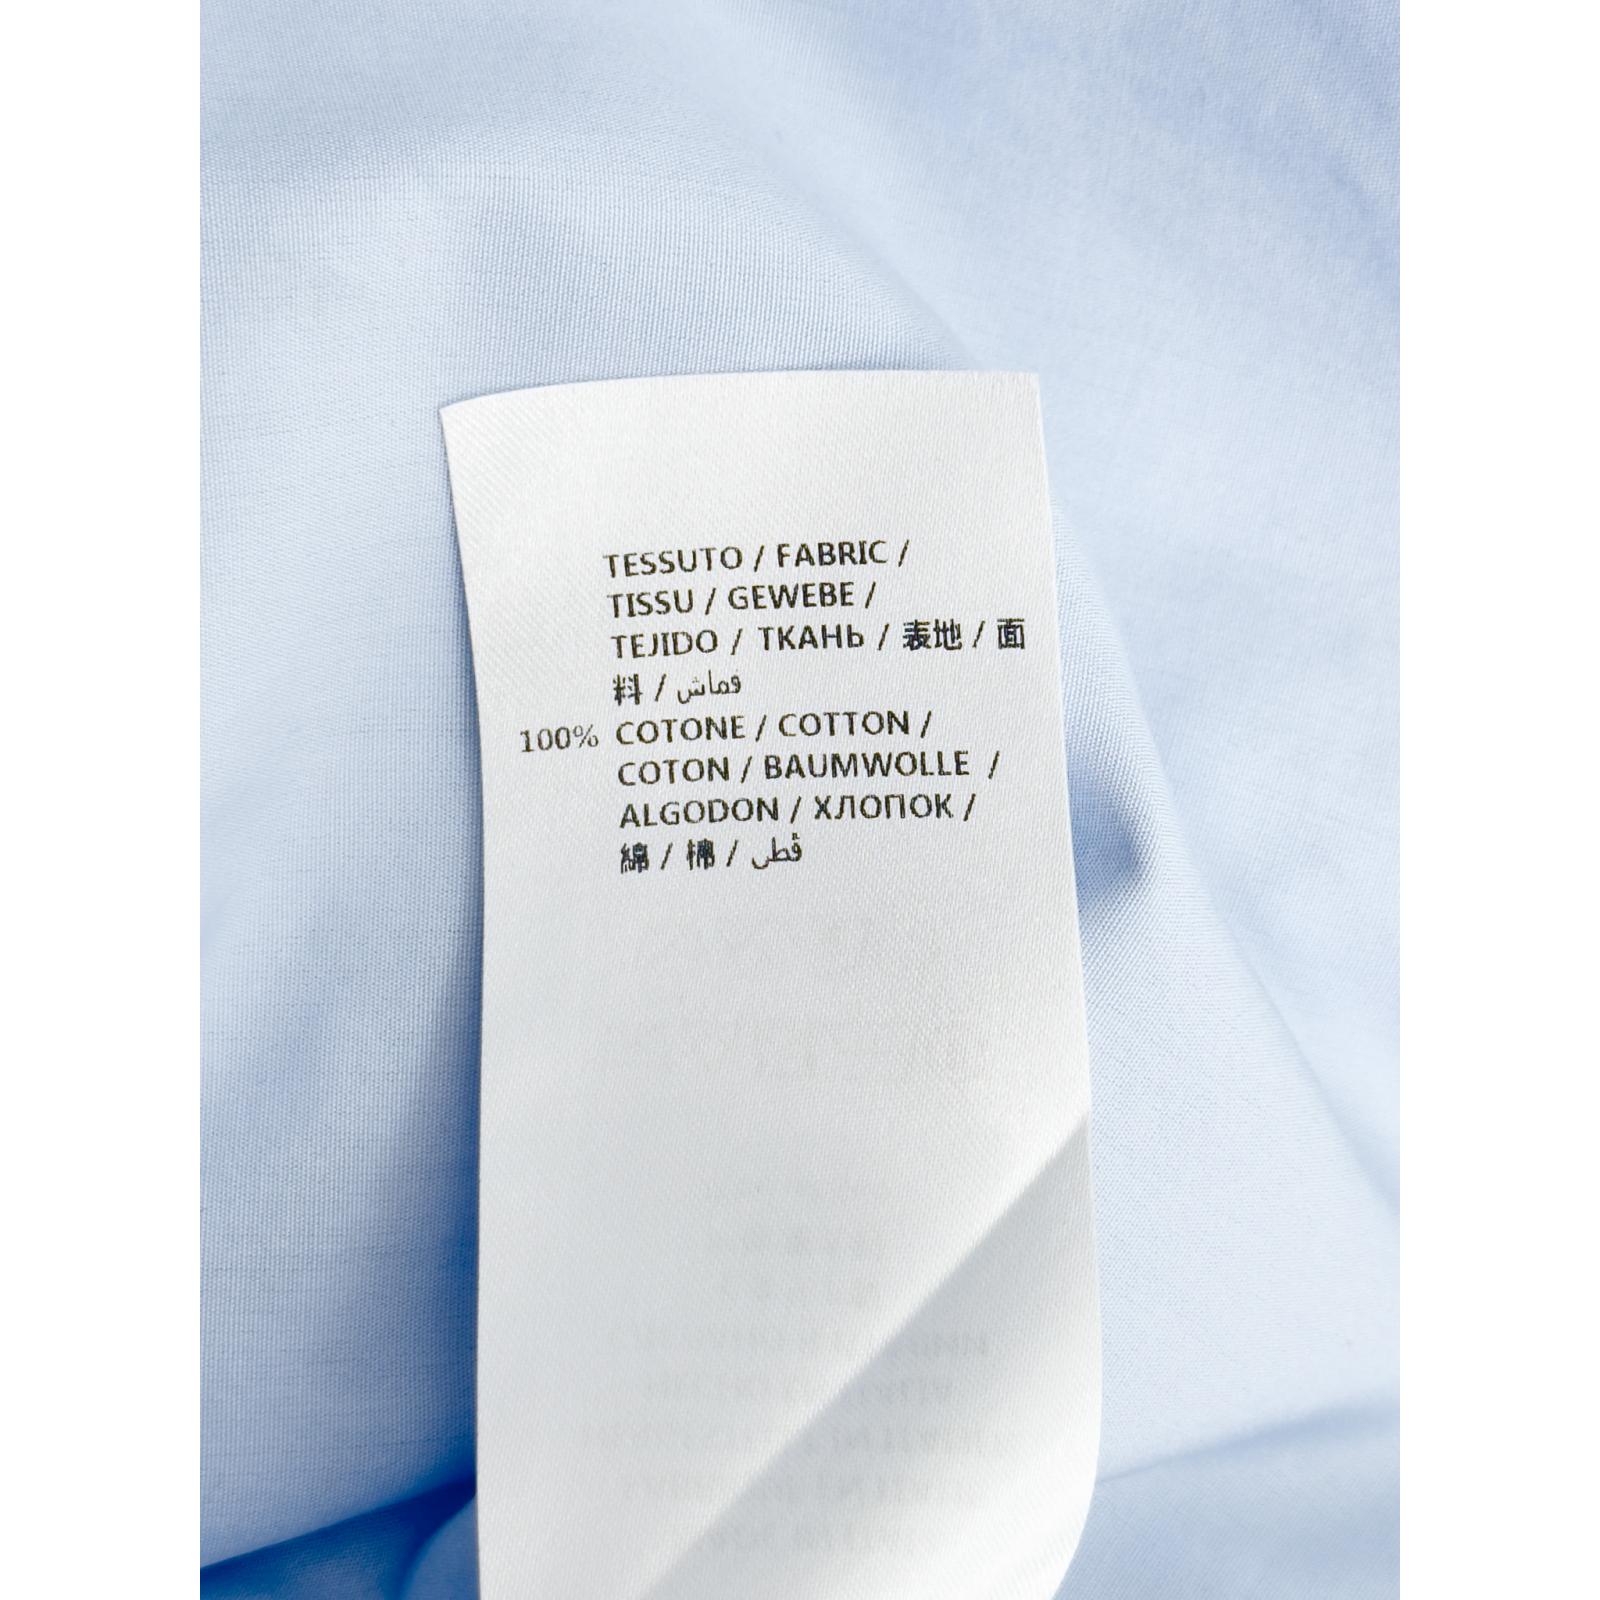 TESSUTO / FABRIC /
TISSU / GEWEBE /
TEJIDO / ТКАНЬ / 表地 / 面
料 / قماش
100% COTONE / COTTON /
COTON / BAUMWOLLE /
ALGODON / ХЛОПОК /
綿 / 棉 / قطن